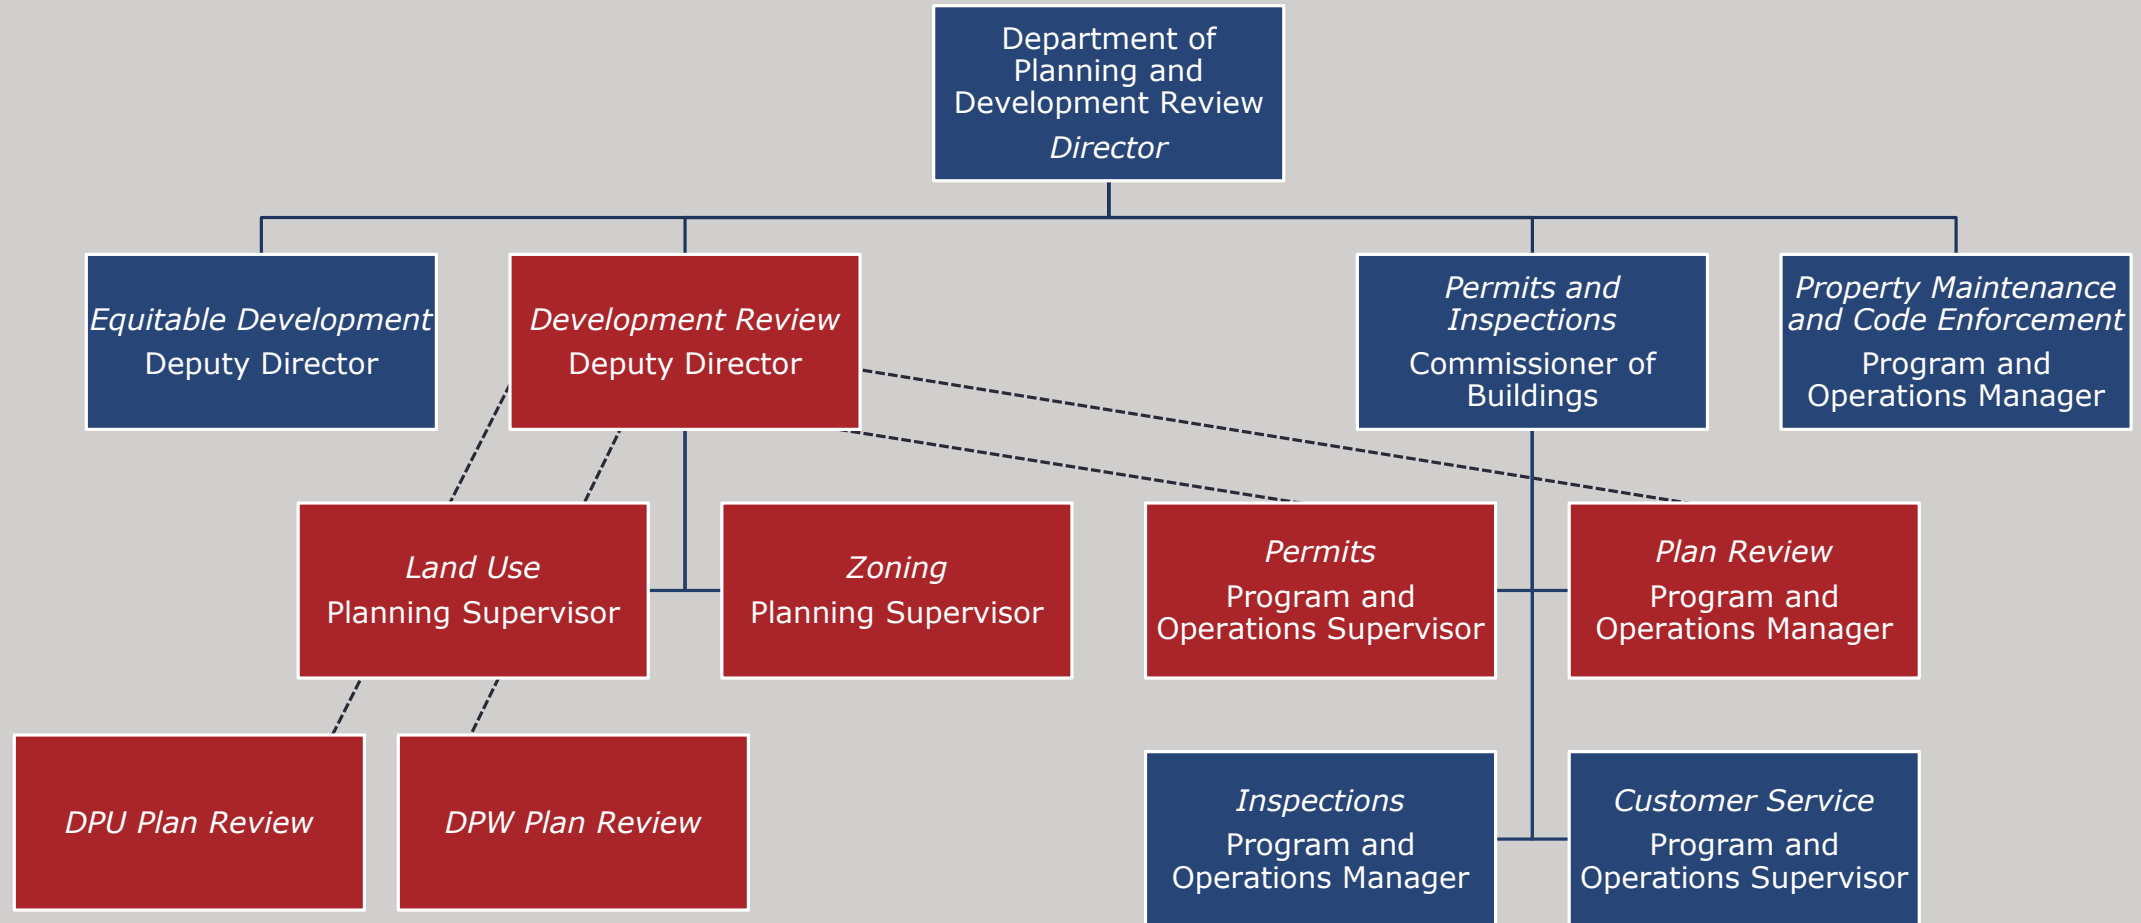 Department of
Planning and
Development Review
Director
Equitable Development
Deputy Director
Development Review
Deputy Director
Permits and
Inspections
Commissioner of
Buildings
Property Maintenance
and Code Enforcement
Program and
Operations Manager
Land Use
Planning Supervisor
Zoning
Planning Supervisor
Permits
Program and
Operations Supervisor
Plan Review
Program and
Operations Manager
DPU Plan Review
DPW Plan Review
Inspections
Program and
Operations Manager
Customer Service
Program and
Operations Supervisor